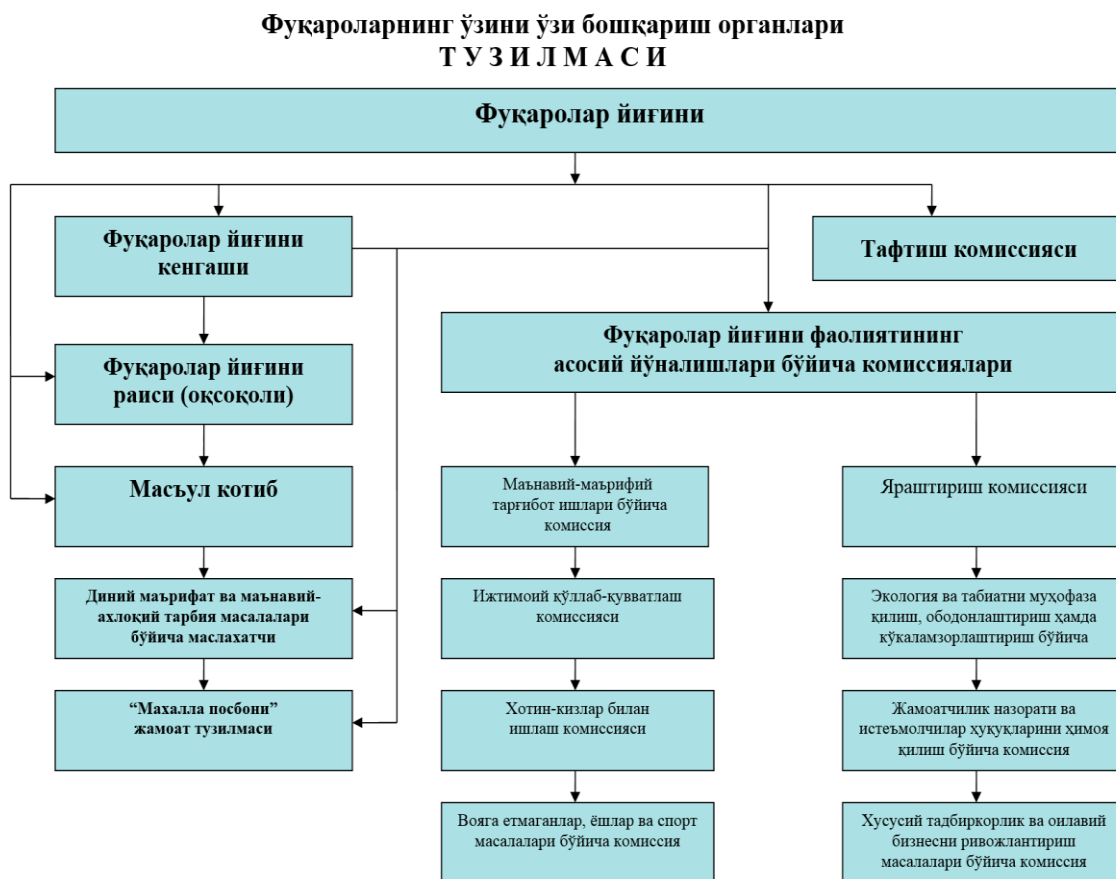 Фуқароларнинг ўзини ўзи бошқариш органлари
Т У З И Л М А С И
Фуқаролар йиғини
Фуқаролар йиғини
кенгаши
Тафтиш комиссияси
Фуқаролар йиғини фаолиятининг
асосий йўналишлари бўйича комиссиялари
Фуқаролар йиғини
раиси (оқсоқоли)
Масъул котиб
Маънавий-маърифий
тарғибот ишлари бўйича
комиссия
Яраштириш комиссияси
Диний маърифат ва маънавий-
ахлоқий тарбия масалалари
бўйича маслахатчи
Ижтимоий қўллаб-қувватлаш
комиссияси
Экология ва табиатни муҳофаза
қилиш, ободонлаштириш ҳамда
кўкаламзорлаштириш бўйича
“Махалла посбони”
жамоат тузилмаси
Хотин-кизлар билан
ишлаш комиссияси
Жамоатчилик назорати ва
истеъмолчилар ҳуқуқларини ҳимоя
қилиш бўйича комиссия
Вояга етмаганлар, ёшлар ва спорт
масалалари бўйича комиссия
Хусусий тадбиркорлик ва оилавий
бизнесни ривожлантириш
масалалари бўйича комиссия